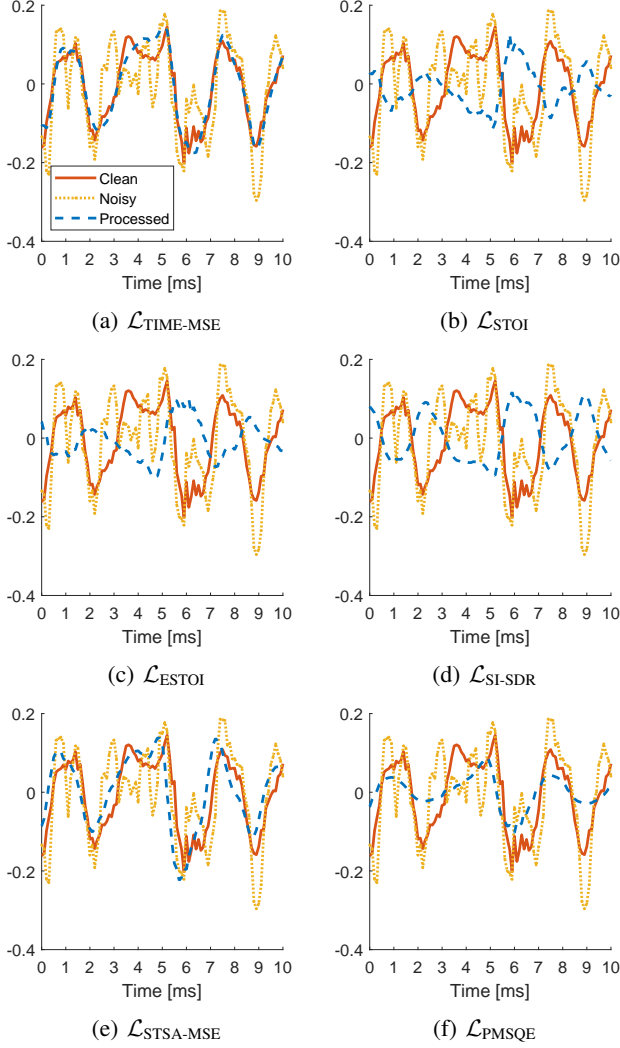 0.2
0
-0.2
-0.4
Clean
Noisy
Processed
0 1 2 3 4 5 6 7 8 9 10
Time [ms]
(a) ℒTIME-MSE
0.2
0
-0.2
-0.4
0 1 2 3 4 5 6 7 8 9 10
Time [ms]
(b) ℒSTOI
0.2
0
-0.2
-0.4
0 1 2 3 4 5 6 7 8 9 10
Time [ms]
(c) ℒESTOI
0.2
0
-0.2
-0.4
0 1 2 3 4 5 6 7 8 9 10
Time [ms]
(d) ℒSI-SDR
0.2
0
-0.2
-0.4
0 1 2 3 4 5 6 7 8 9 10
Time [ms]
(e) ℒSTSA-MSE
0.2
0
-0.2
-0.4
0 1 2 3 4 5 6 7 8 9 10
Time [ms]
(f) ℒPMSQE